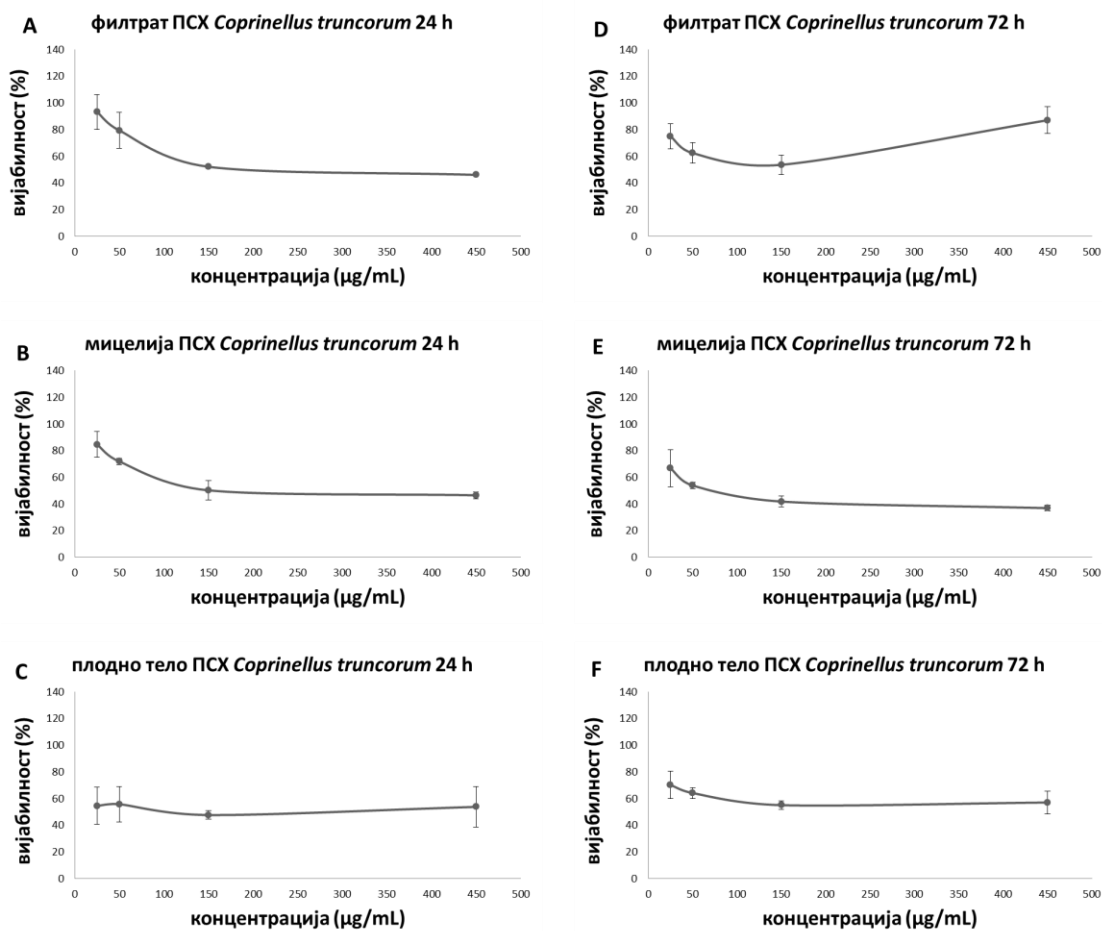 A филтрат ПСХ Coprinellus truncorum 24 h
вијабилност (%)
140
120
100
80
60
40
20
0
0 50 100 150 200 250 300 350 400 450 500
концентрација (µg/mL)
D филтрат ПСХ Coprinellus truncorum 72 h
вијабилност (%)
140
120
100
80
60
40
20
0
0 50 100 150 200 250 300 350 400 450 500
концентрација (µg/mL)
B мицелија ПСХ Coprinellus truncorum 24 h
вијабилност (%)
140
120
100
80
60
40
20
0
0 50 100 150 200 250 300 350 400 450 500
концентрација (µg/mL)
E мицелија ПСХ Coprinellus truncorum 72 h
вијабилност (%)
140
120
100
80
60
40
20
0
0 50 100 150 200 250 300 350 400 450 500
концентрација (µg/mL)
C плодно тело ПСХ Coprinellus truncorum 24 h
вијабилност (%)
140
120
100
80
60
40
20
0
0 50 100 150 200 250 300 350 400 450 500
концентрација (µg/mL)
F плодно тело ПСХ Coprinellus truncorum 72 h
вијабилност (%)
140
120
100
80
60
40
20
0
0 50 100 150 200 250 300 350 400 450 500
концентрација (µg/mL)